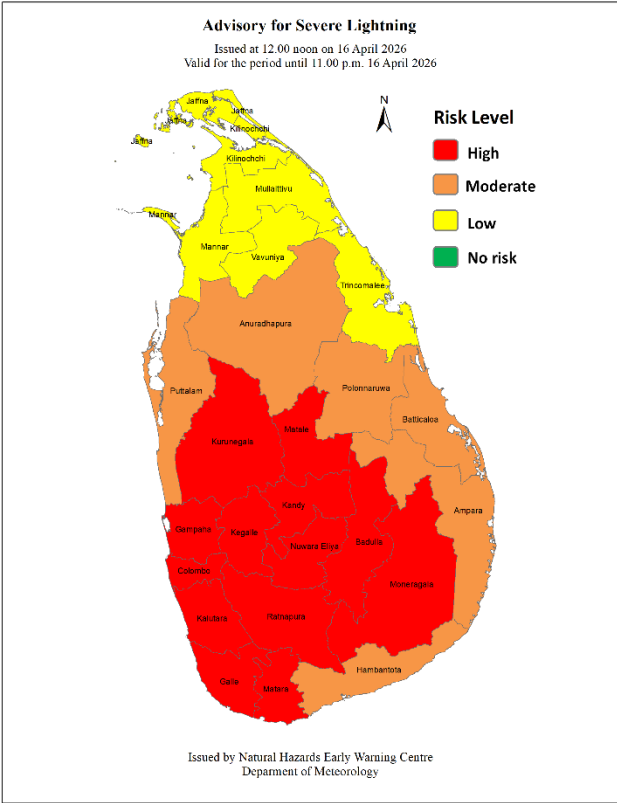 Advisory for Severe Lightning
Issued at 12.00 noon on 16 April 2026
Valid for the period until 11.00 p.m. 16 April 2026
N
Risk Level
High
Moderate
Low
No risk
Jaffna
Jaffna
Jaffna
Jaffna
Kilinochchi
Kilinochchi
Mullaittivu
Mannar
Mannar
Vavuniya
Trincomalee
Anuradhapura
Puttalam
Polonnaruwa
Batticaloa
Kurunegala
Matale
Kandy
Ampara
Gampaha
Kegalle
Nuwara Eliya
Badulla
Colombo
Moneragala
Kalutara
Ratnapura
Hambantota
Galle
Matara
Issued by Natural Hazards Early Warning Centre
Deparment of Meteorology